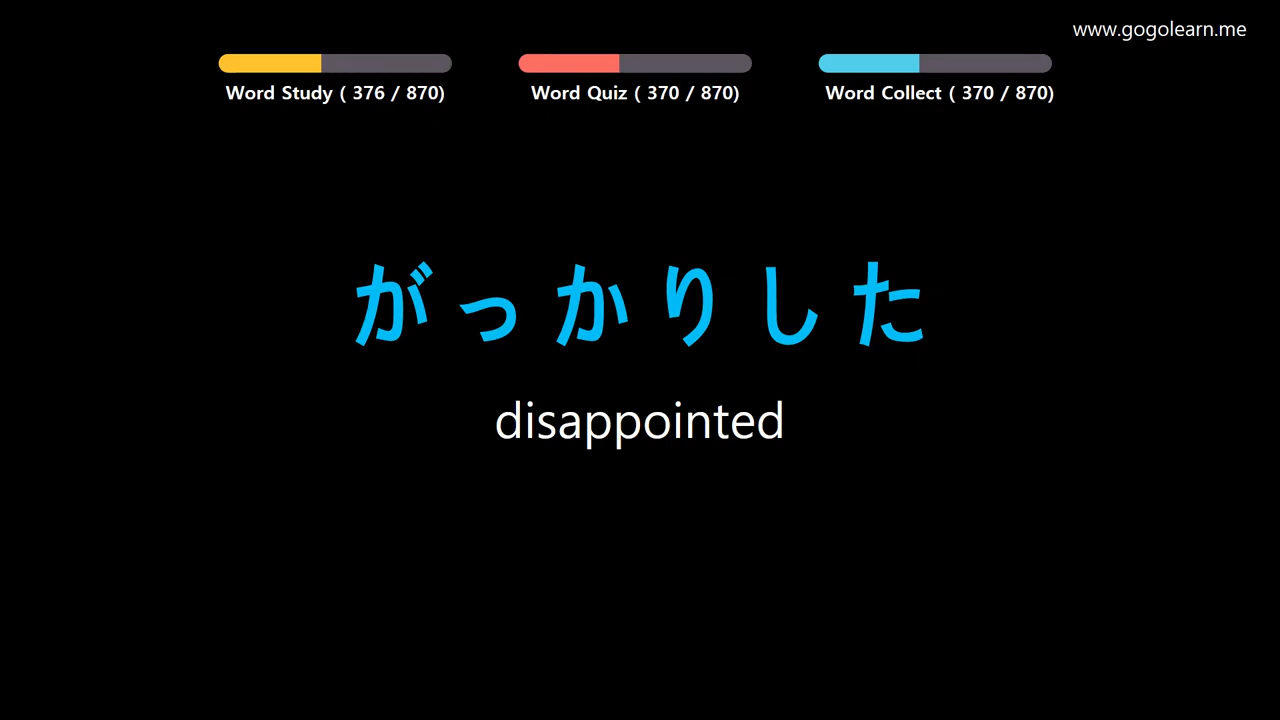 www.gogolearn.me
Word Study ( 376 / 870) Word Quiz ( 370 / 870) Word Collect ( 370 / 870)
がっかりした
disappointed